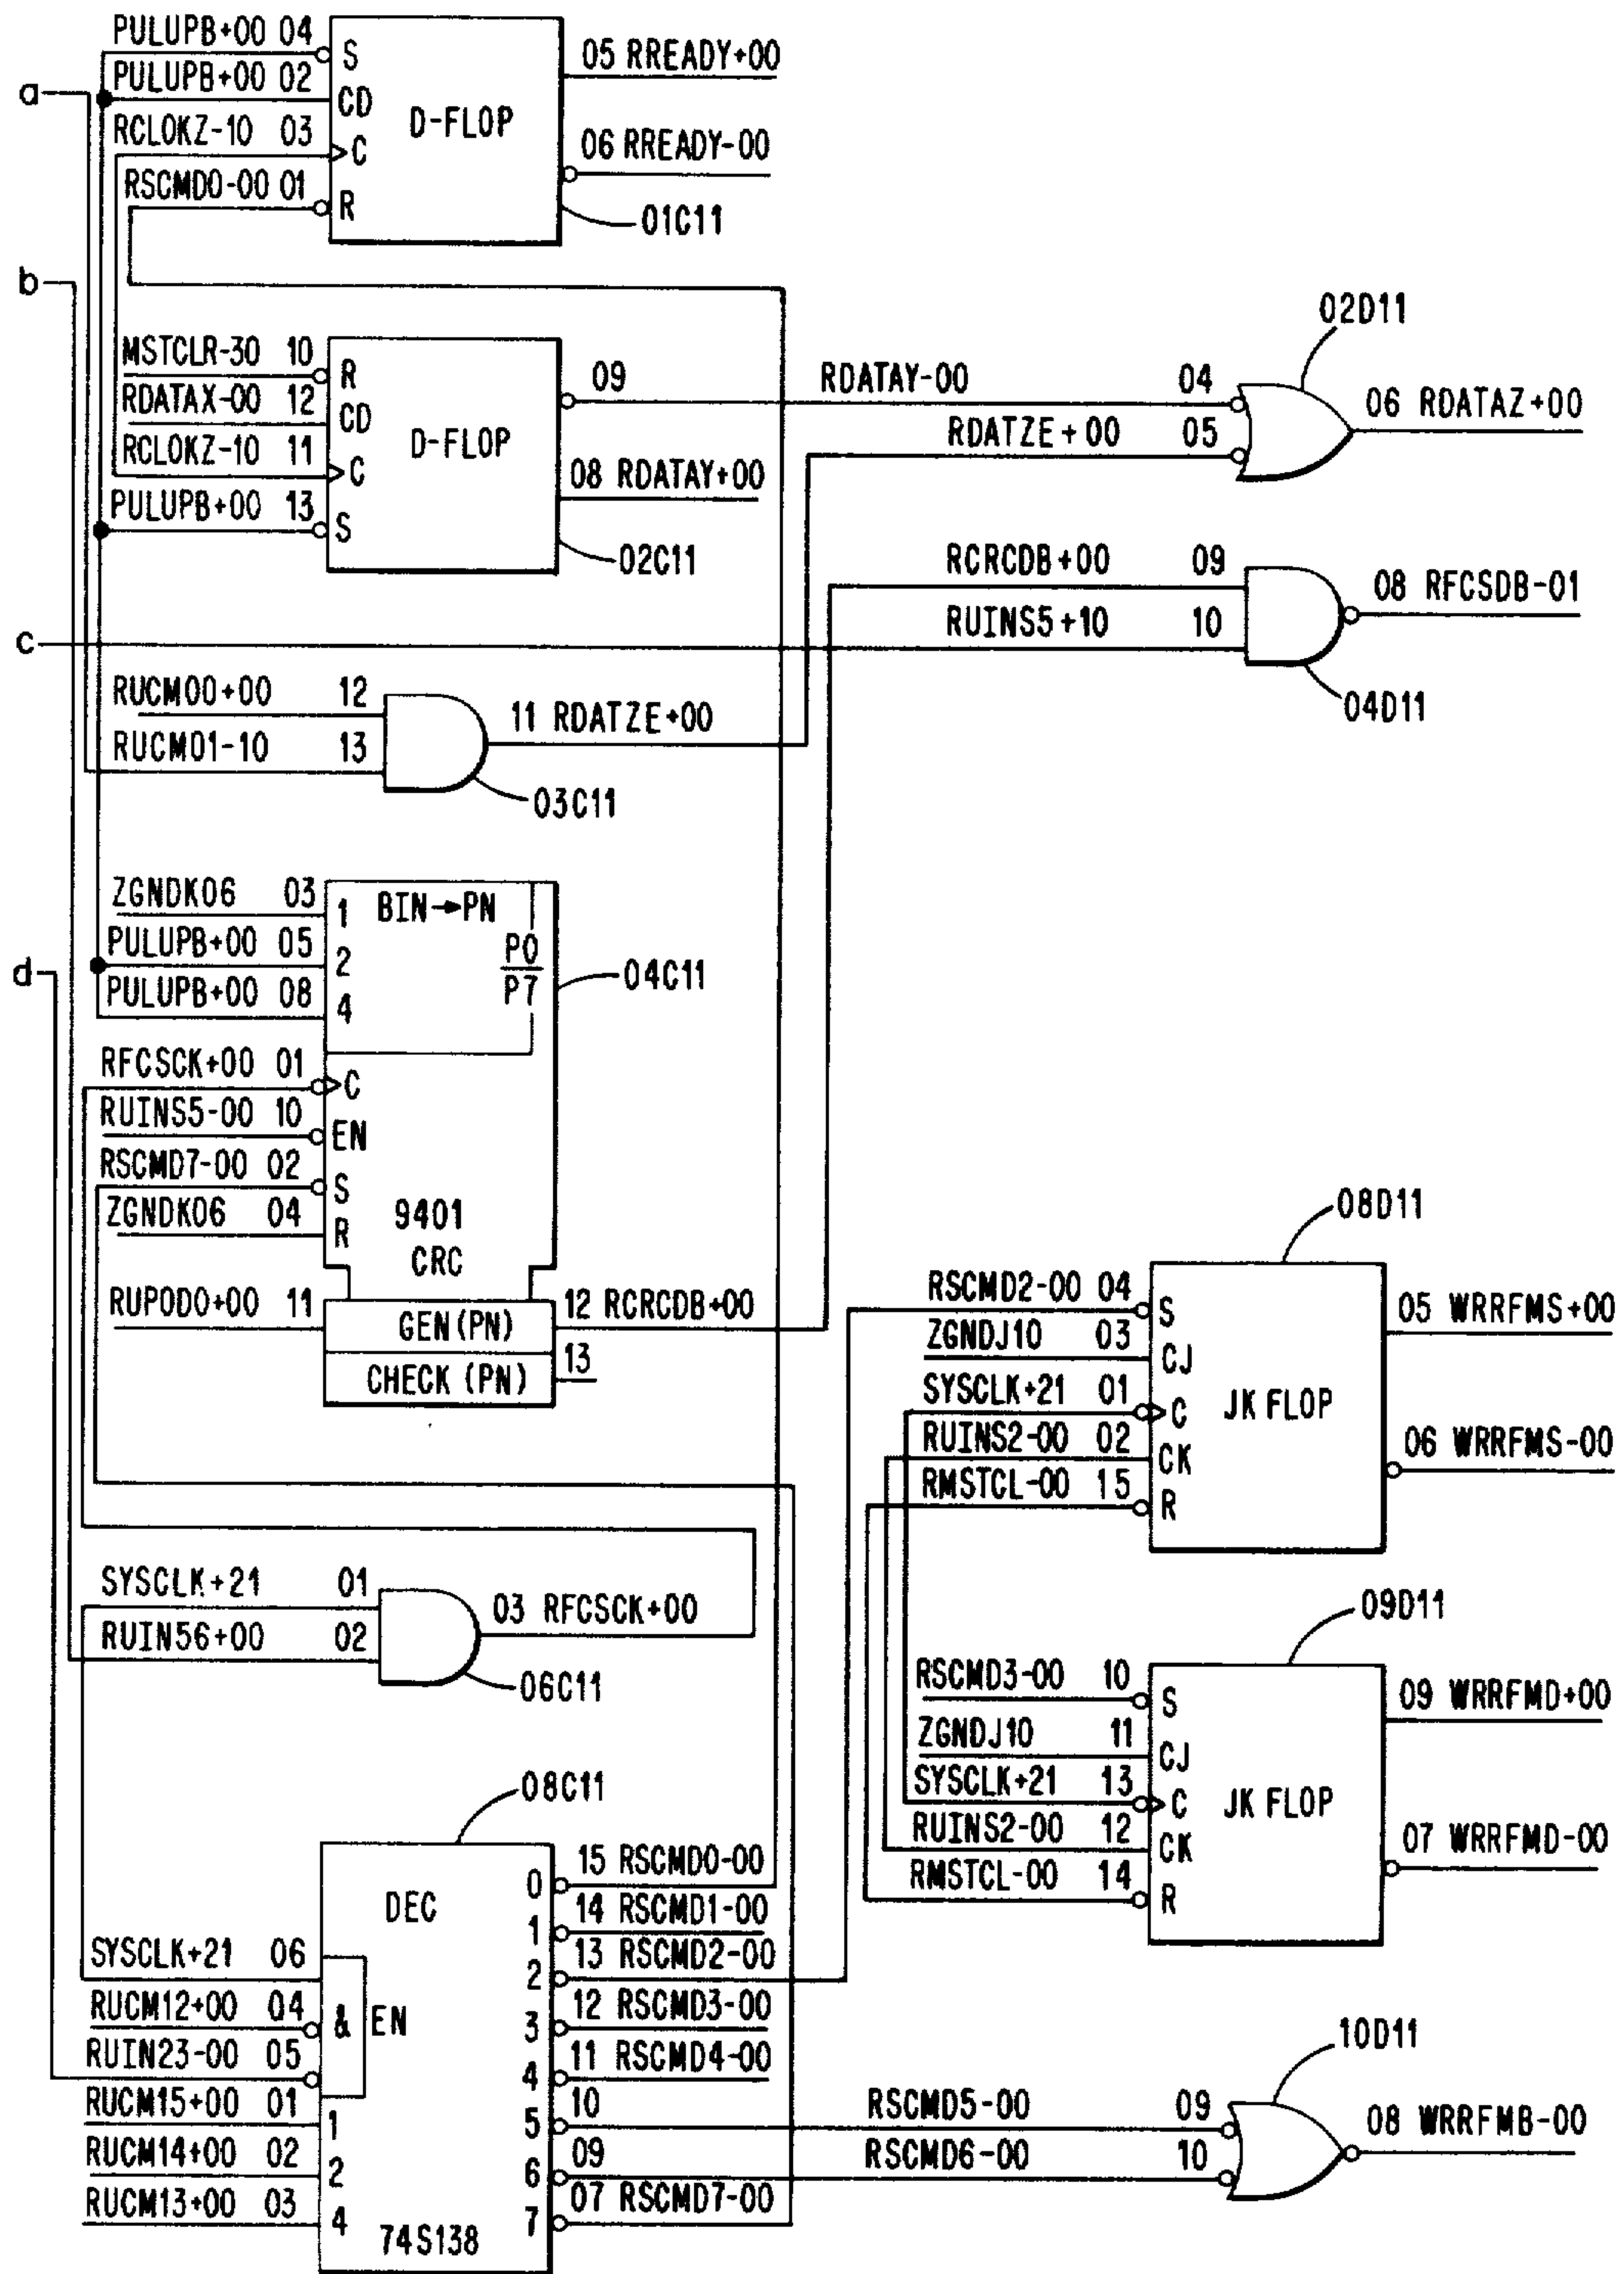 PULUPB+00 04
PULUPB+00 02
RCLOKZ-10 03
RSCMD0-00 01
S
CD
C
R
D-FLOP
05 RREADY+00
06 RREADY-00
01C11
a
b
MSTCLR-30 10
RDATAX-00 12
RCLOKZ-10 11
PULUPB+00 13
R
CD
C
S
D-FLOP
09
08 RDATAY+00
02C11
RDATAY-00 04
RDATZE+00 05
02D11
06 RDATAZ+00
RCRCDB+00 09
RUINS5+10 10
08 RFCSDB-01
04D11
c
RUCM00+00 12
RUCM01-10 13
11 RDATZE+00
03C11
d
ZGNDK06 03
PULUPB+00 05
PULUPB+00 08
1
2
4
BIN→PN
P0
P7
04C11
RFCSCK+00 01
RUINS5-00 10
RSCMD7-00 02
ZGNDK06 04
C
EN
S
R
9401
CRC
RUPOD0+00 11
GEN (PN)
CHECK (PN)
12 RCRCDB+00
13
08D11
RSCMD2-00 04
ZGNDJ10 03
SYSCLK+21 01
RUINS2-00 02
RMSTCL-00 15
S
CJ
C
CK
R
JK FLOP
05 WRRFMS+00
06 WRRFMS-00
SYSCLK+21 01
RUIN56+00 02
03 RFCSCK+00
06C11
09D11
RSCMD3-00 10
ZGNDJ10 11
SYSCLK+21 13
RUINS2-00 12
RMSTCL-00 14
S
CJ
C
CK
R
JK FLOP
09 WRRFMD+00
07 WRRFMD-00
08C11
DEC
SYSCLK+21 06
RUCM12+00 04
RUIN23-00 05
RUCM15+00 01
RUCM14+00 02
RUCM13+00 03
& EN
1
2
4
74S138
0 15 RSCMD0-00
1 14 RSCMD1-00
2 13 RSCMD2-00
3 12 RSCMD3-00
4 11 RSCMD4-00
5 10
6 09
7 07 RSCMD7-00
RSCMD5-00 09
RSCMD6-00 10
10D11
08 WRRFMB-00